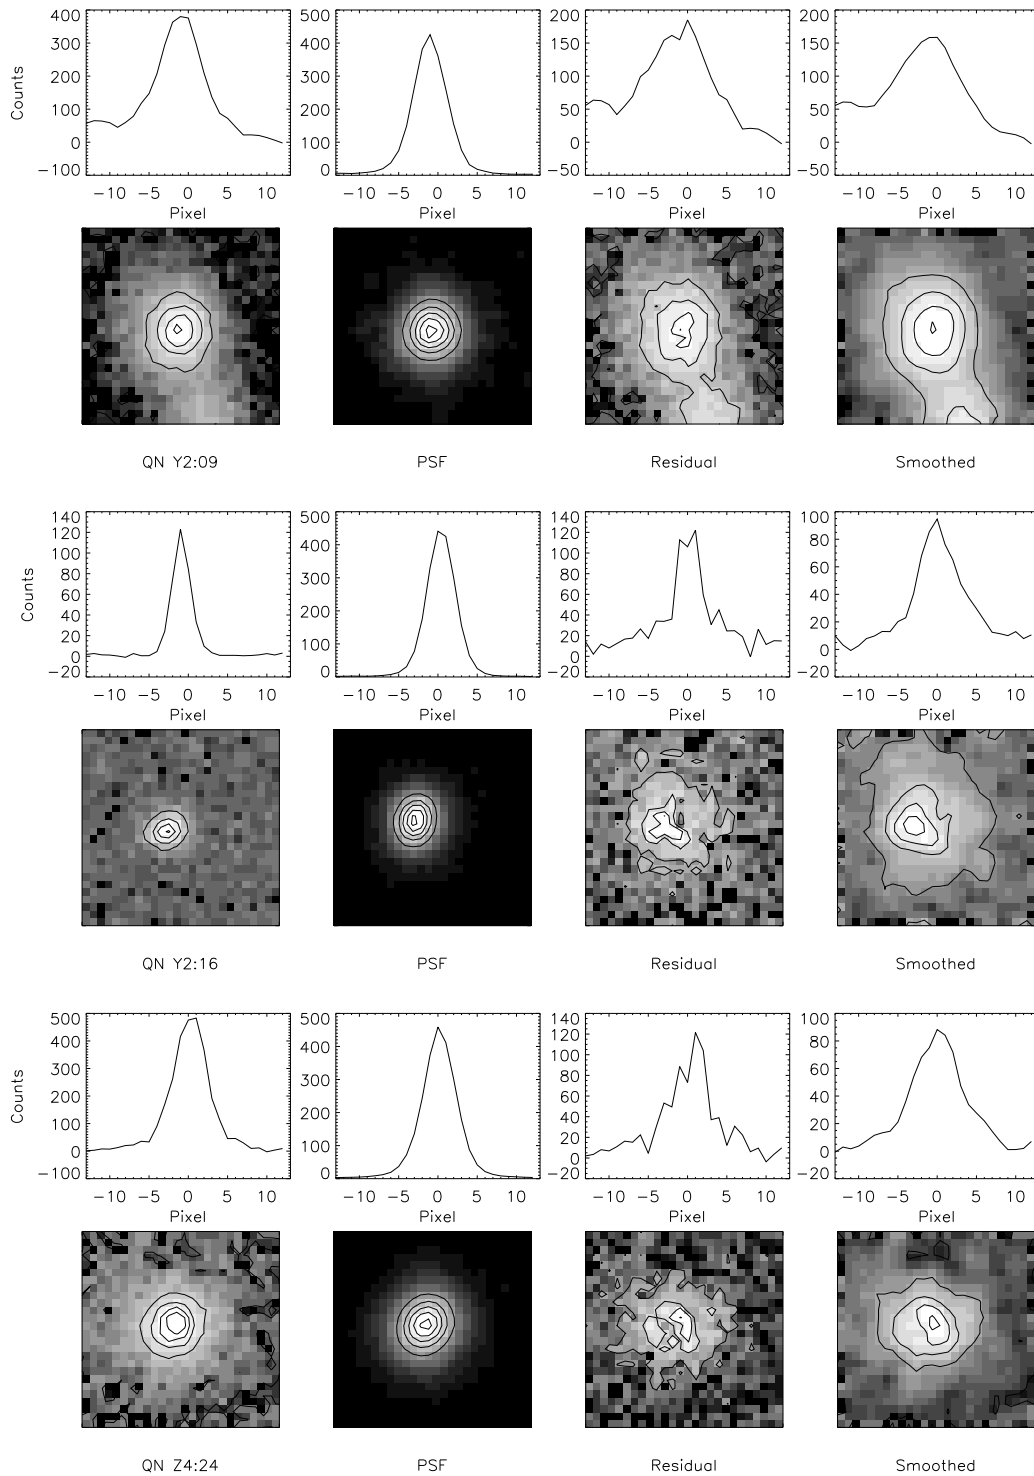 400 500 200 200
300 400 150 150
200 300 100 100
100 200 50 50
0 100 0 0
−100 0 −50 −50
Counts
−10 −5 0 5 10 −10 −5 0 5 10 −10 −5 0 5 10 −10 −5 0 5 10
Pixel Pixel Pixel Pixel
QN Y2:09 PSF Residual Smoothed
140 500 140 100
120 400 120 80
100 300 100 60
80 200 80 40
60 100 60 20
40 0 40 0
20 20 −20
0 0
−20 −20
Counts
−10 −5 0 5 10 −10 −5 0 5 10 −10 −5 0 5 10 −10 −5 0 5 10
Pixel Pixel Pixel Pixel
QN Y2:16 PSF Residual Smoothed
500 500 140 100
400 400 120 80
300 300 100 60
200 200 80 40
100 100 60 20
0 0 40 0
−100 20 −20
0
−20
Counts
−10 −5 0 5 10 −10 −5 0 5 10 −10 −5 0 5 10 −10 −5 0 5 10
Pixel Pixel Pixel Pixel
QN Z4:24 PSF Residual Smoothed